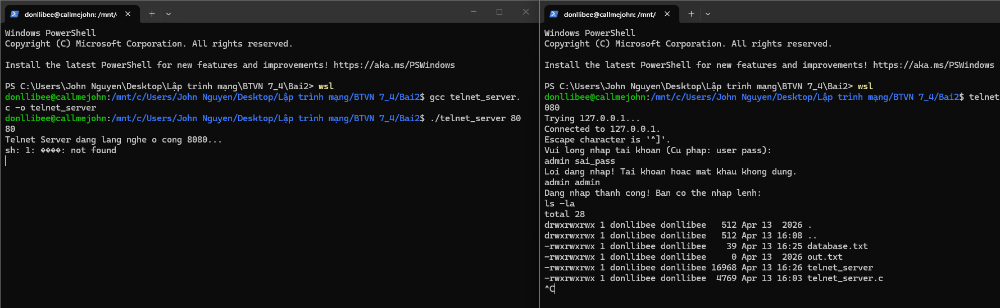 donllibee@callmejohn: /mnt/
Windows PowerShell
Copyright (C) Microsoft Corporation. All rights reserved.
Install the latest PowerShell for new features and improvements! https://aka.ms/PSWindows
PS C:\Users\John Nguyen\Desktop\Lập trình mạng\BTVN 7_4\Bai2> wsl
donllibee@callmejohn:/mnt/c/Users/John Nguyen/Desktop/Lập trình mạng/BTVN 7_4/Bai2$ gcc telnet_server.
c -o telnet_server
donllibee@callmejohn:/mnt/c/Users/John Nguyen/Desktop/Lập trình mạng/BTVN 7_4/Bai2$ ./telnet_server 80
80
Telnet Server dang lang nghe o cong 8080...
sh: 1: ����: not found
donllibee@callmejohn: /mnt/
Windows PowerShell
Copyright (C) Microsoft Corporation. All rights reserved.
Install the latest PowerShell for new features and improvements! https://aka.ms/PSWindows
PS C:\Users\John Nguyen\Desktop\Lập trình mạng\BTVN 7_4\Bai2> wsl
donllibee@callmejohn:/mnt/c/Users/John Nguyen/Desktop/Lập trình mạng/BTVN 7_4/Bai2$ telnet
080
Trying 127.0.0.1...
Connected to 127.0.0.1.
Escape character is '^]'.
Vui long nhap tai khoan (Cu phap: user pass):
admin sai_pass
Loi dang nhap! Tai khoan hoac mat khau khong dung.
admin admin
Dang nhap thanh cong! Ban co the nhap lenh:
ls -la
total 28
drwxrwxrwx 1 donllibee donllibee   512 Apr 13  2026 .
drwxrwxrwx 1 donllibee donllibee   512 Apr 13 16:08 ..
-rwxrwxrwx 1 donllibee donllibee    39 Apr 13 16:25 database.txt
-rwxrwxrwx 1 donllibee donllibee     0 Apr 13  2026 out.txt
-rwxrwxrwx 1 donllibee donllibee 16968 Apr 13 16:26 telnet_server
-rwxrwxrwx 1 donllibee donllibee  4769 Apr 13 16:03 telnet_server.c
^C